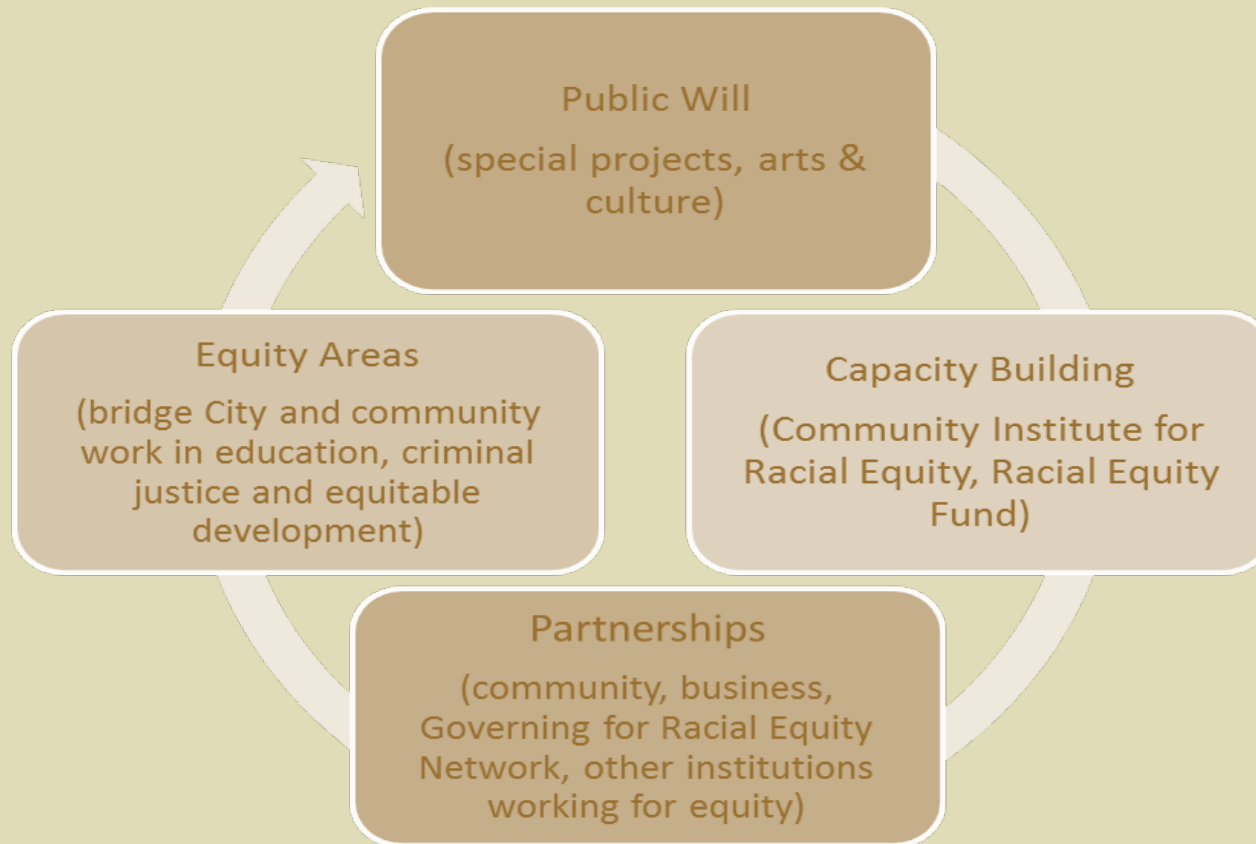 Public Will
(special projects, arts &
culture)
Equity Areas
(bridge City and community
work in education, criminal
justice and equitable
development)
Capacity Building
(Community Institute for
Racial Equity, Racial Equity
Fund)
Partnerships
(community, business,
Governing for Racial Equity
Network, other institutions
working for equity)